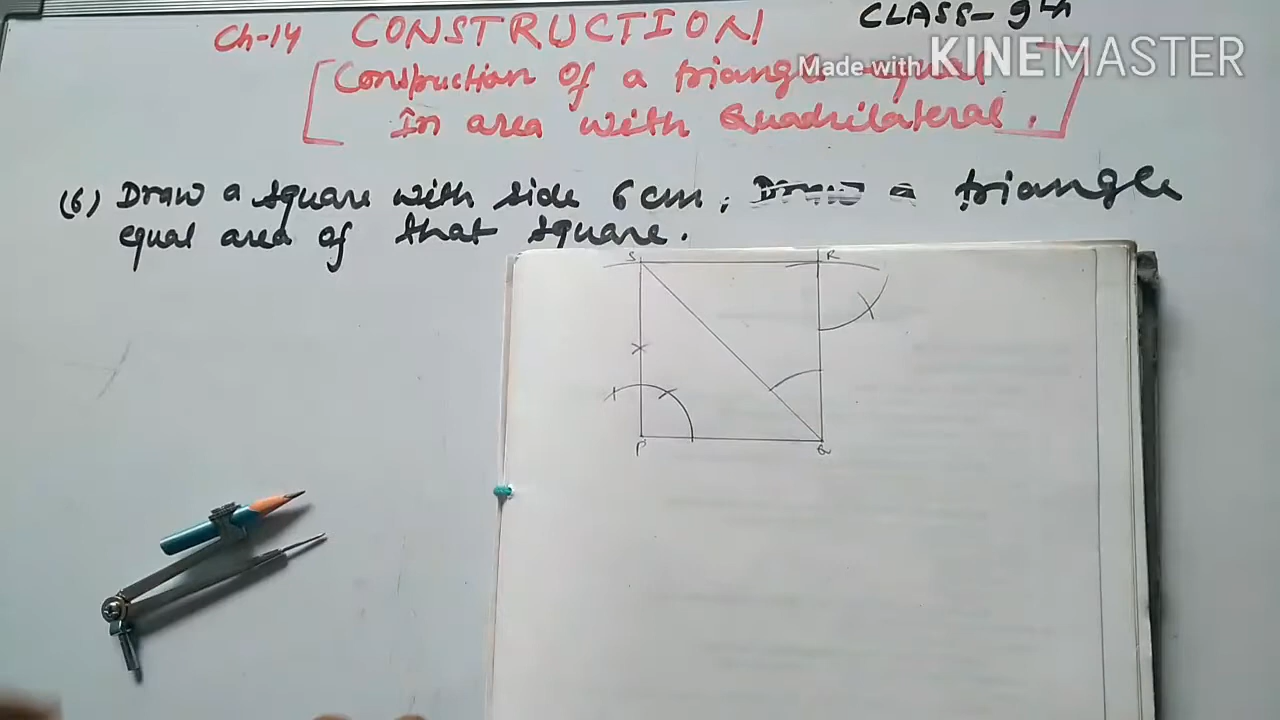 Ch-14 CONSTRUCTION CLASS-9th
Made with KINEMASTER
[Construction Of a triangle equal
In area with Quadrilateral.]
(6) Draw a square with side 6cm, Draw a triangle
equal area of that square.
S R
P Q